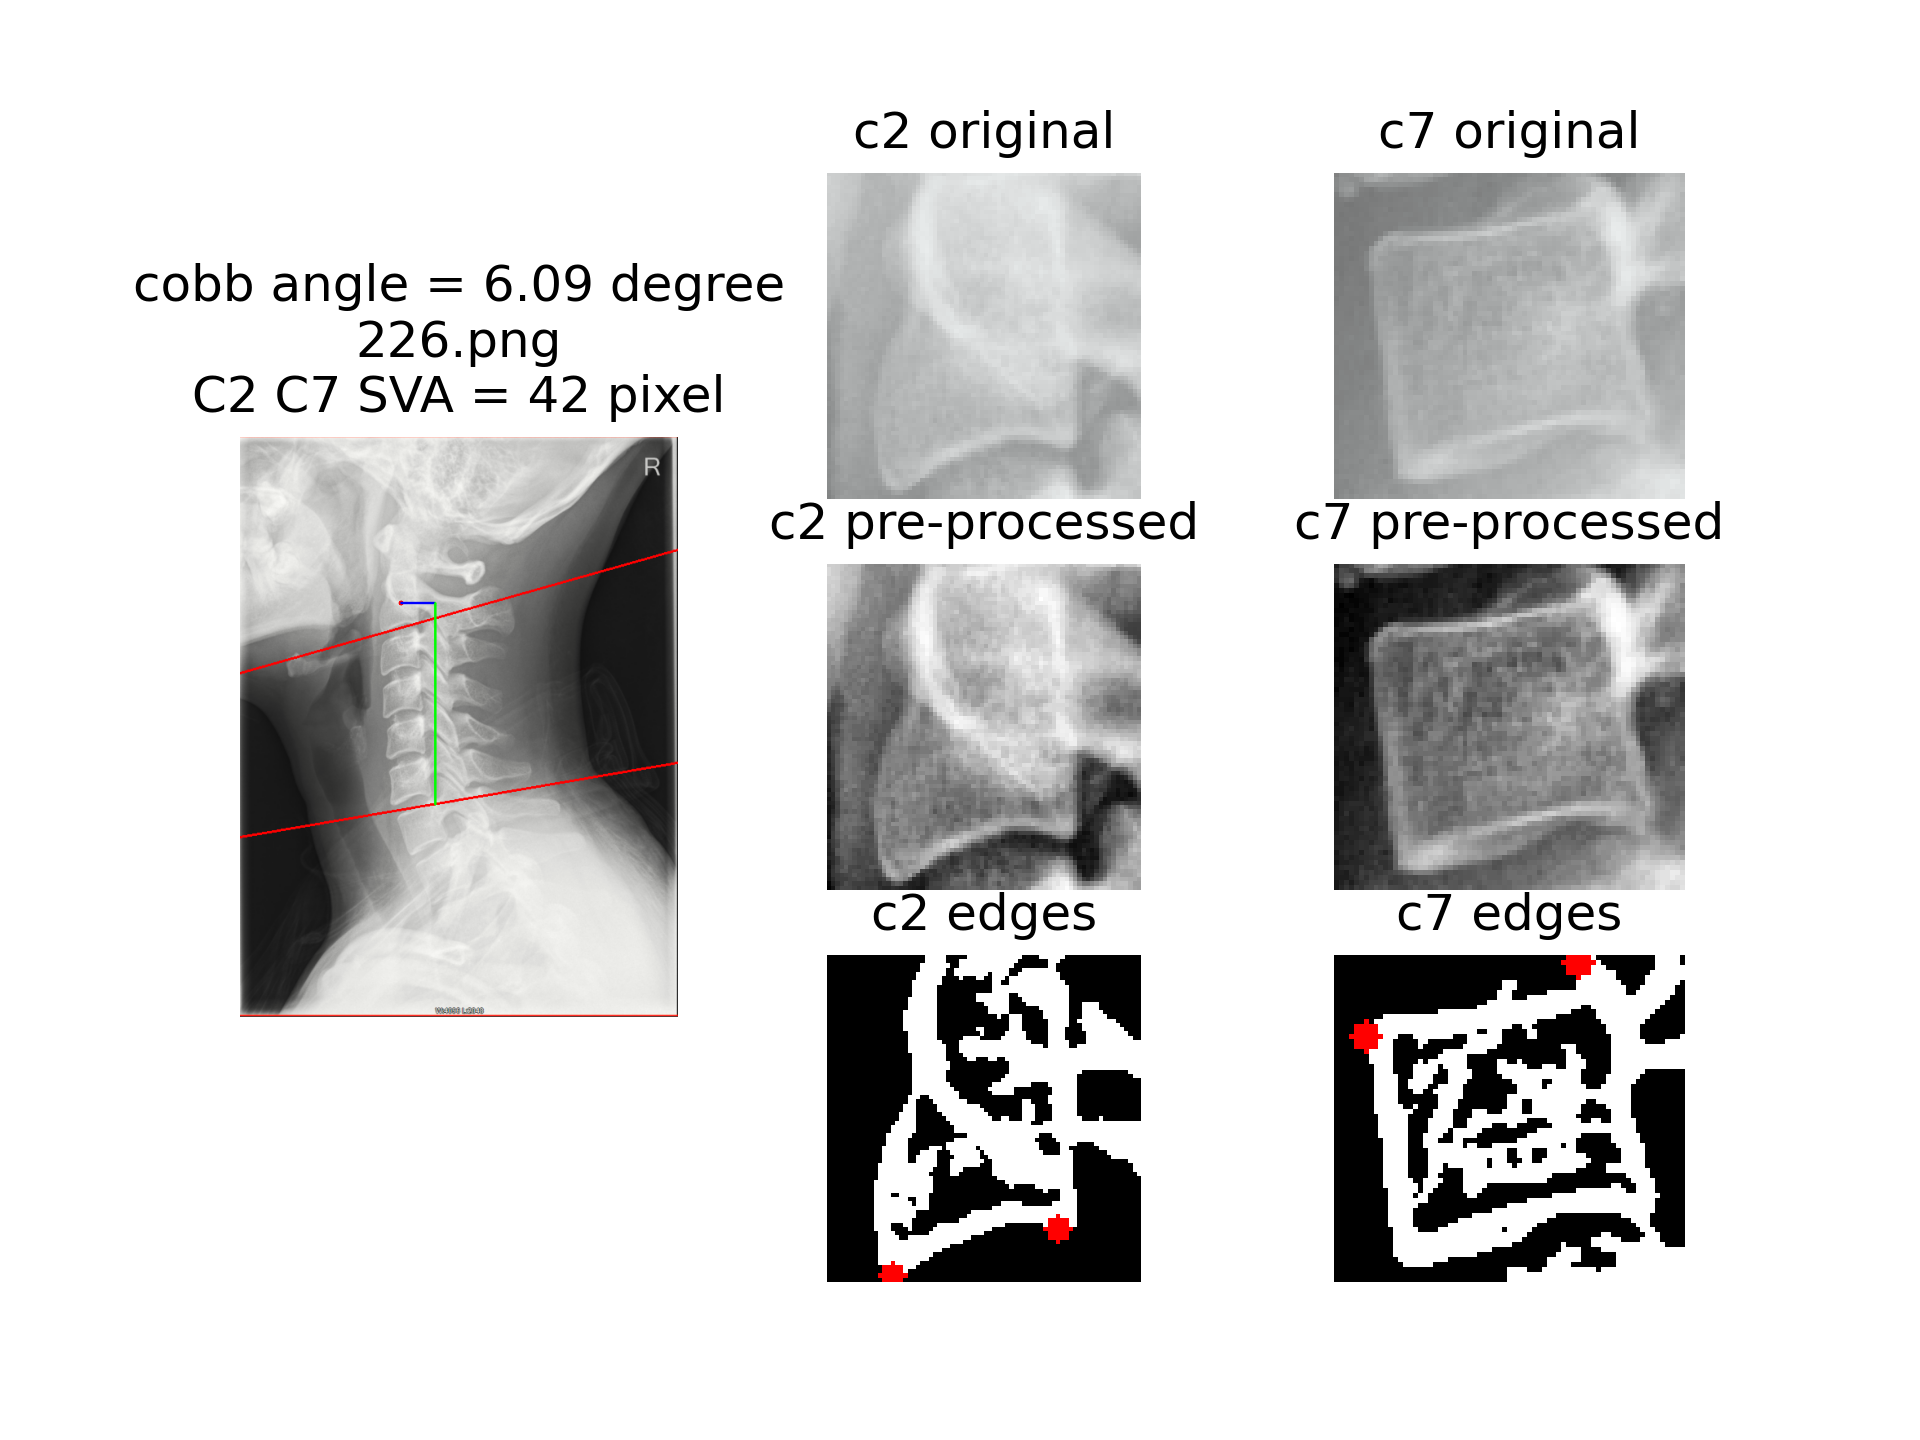 cobb angle = 6.09 degree
226.png
C2 C7 SVA = 42 pixel
R
c2 original
c7 original
c2 pre-processed
c7 pre-processed
c2 edges
c7 edges